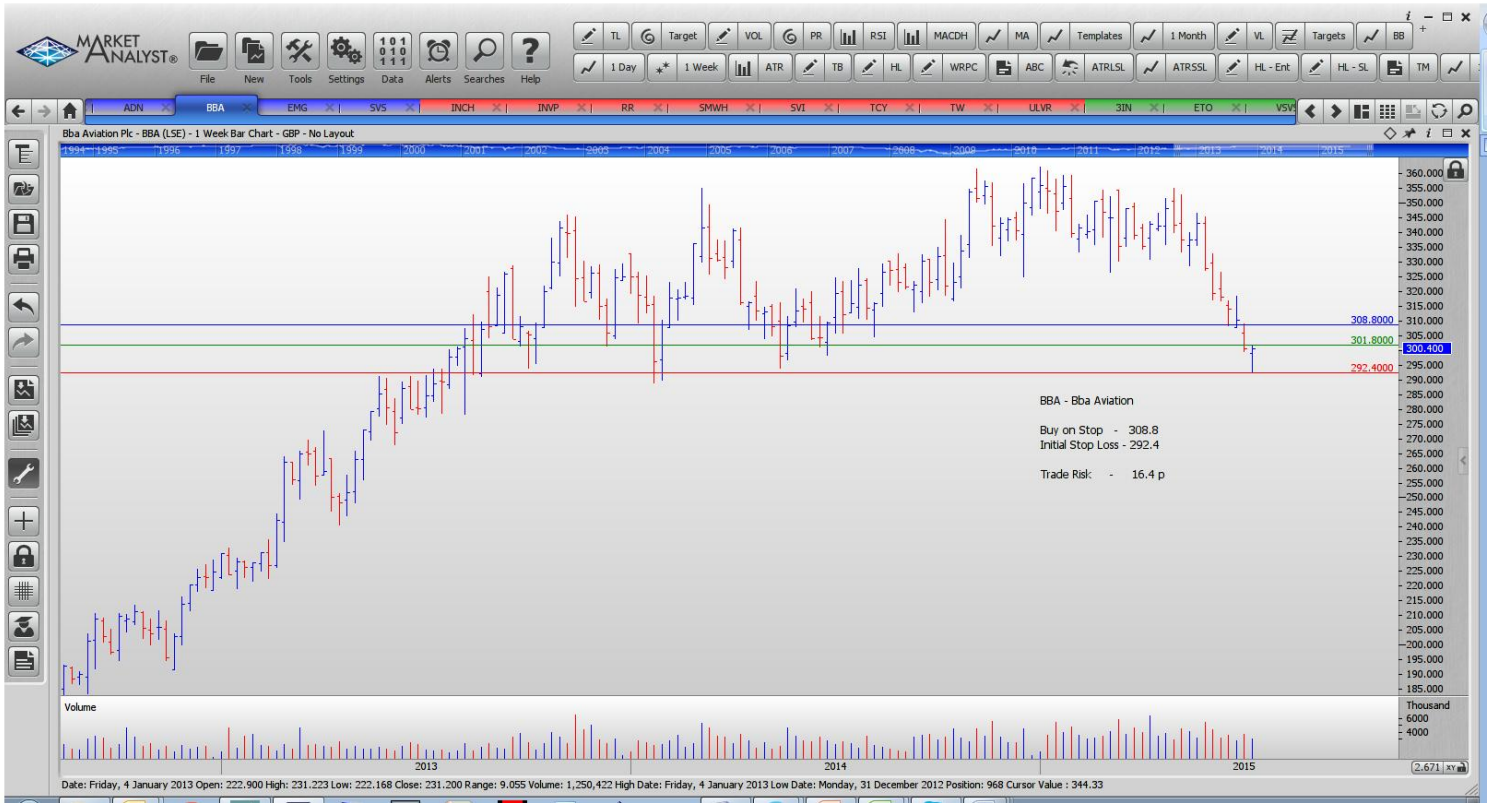 i
MARKET
ANALYST®
File New Tools Settings Data Alerts Searches Help
TL Target VOL PR RSI MACDH MA Templates 1 Month VL Targets BB +
1 Day 1 Week ATR TB HL WRPC ABC ATRLSL ATRSSL HL - Ent HL - SL TM
ADN BBA EMG SVS INCH INVP RR SMWH SVI TCY TW ULVR 3IN ETO
Bba Aviation Plc - BBA (LSE) - 1 Week Bar Chart - GBP - No Layout
1994 1995 1996 1997 1998 1999 2000 2001 2002 2003 2004 2005 2006 2007 2008 2009 2010 2011 2012 2013 2014 2015
360.000
355.000
350.000
345.000
340.000
335.000
330.000
325.000
320.000
315.000
308.8000 310.000
305.000
301.8000
300.400
295.000
292.4000
290.000
285.000
280.000
275.000
270.000
265.000
260.000
255.000
250.000
245.000
240.000
235.000
230.000
225.000
220.000
215.000
210.000
205.000
200.000
195.000
190.000
185.000
BBA - Bba Aviation
Buy on Stop - 308.8
Initial Stop Loss - 292.4
Trade Risk - 16.4 p
Volume
Thousand
6000
4000
2013 2014 2015
2.671 XY
Date: Friday, 4 January 2013 Open: 222.900 High: 231.223 Low: 222.168 Close: 231.200 Range: 9.055 Volume: 1,250,422 High Date: Friday, 4 January 2013 Low Date: Monday, 31 December 2012 Position: 968 Cursor Value : 344.33